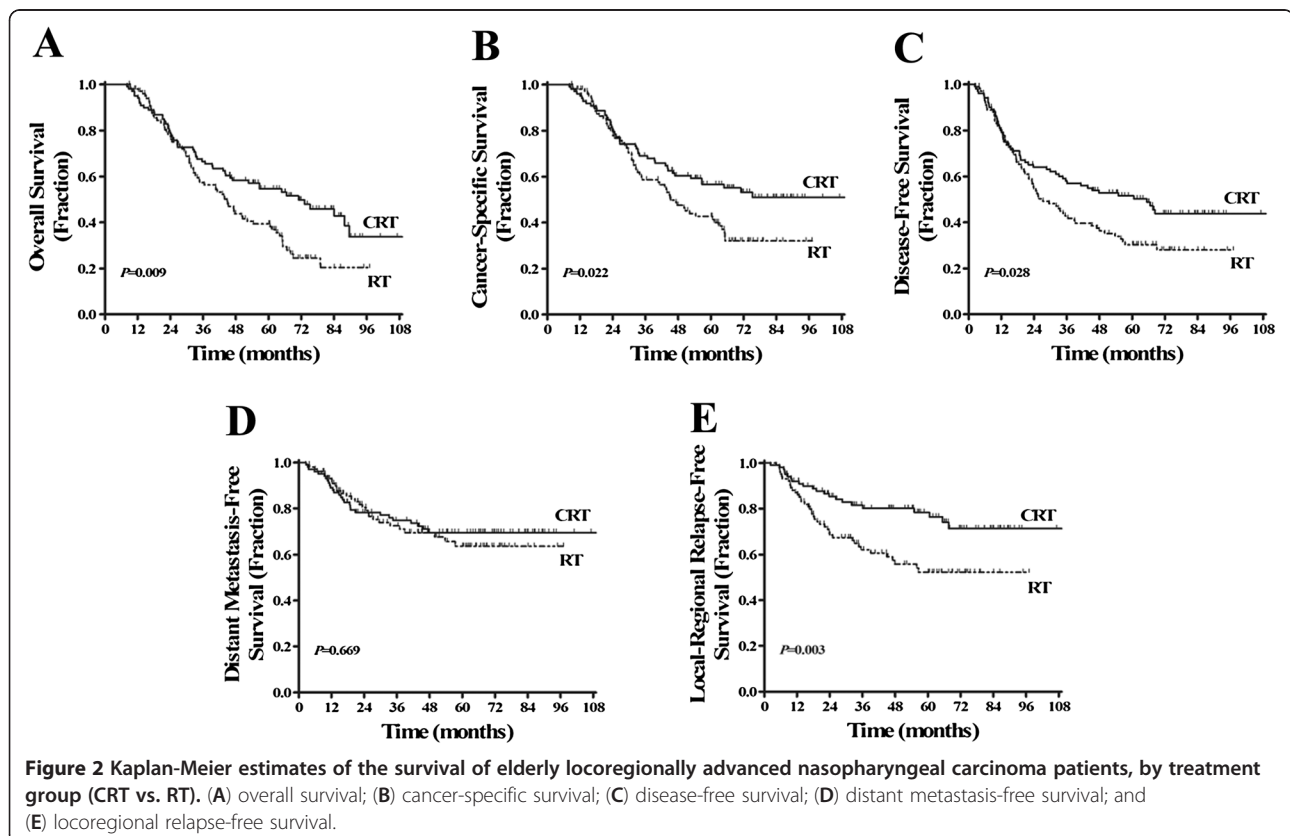 A
Overall Survival
(Fraction)
1.0
0.8
0.6
0.4
0.2
0.0
CRT
RT
P=0.009
0 12 24 36 48 60 72 84 96 108
Time (months)
B
Cancer-Specific Survival
(Fraction)
1.0
0.8
0.6
0.4
0.2
0.0
CRT
RT
P=0.022
0 12 24 36 48 60 72 84 96 108
Time (months)
C
Disease-Free Survival
(Fraction)
1.0
0.8
0.6
0.4
0.2
0.0
CRT
RT
P=0.028
0 12 24 36 48 60 72 84 96 108
Time (months)
D
Distant Metastasis-Free
Survival (Fraction)
1.0
0.8
0.6
0.4
0.2
0.0
CRT
RT
P=0.669
0 12 24 36 48 60 72 84 96 108
Time (months)
E
Local-Regional Relapse-Free
Survival (Fraction)
1.0
0.8
0.6
0.4
0.2
0.0
CRT
RT
P=0.003
0 12 24 36 48 60 72 84 96 108
Time (months)
Figure 2 Kaplan-Meier estimates of the survival of elderly locoregionally advanced nasopharyngeal carcinoma patients, by treatment
group (CRT vs. RT). (A) overall survival; (B) cancer-specific survival; (C) disease-free survival; (D) distant metastasis-free survival; and
(E) locoregional relapse-free survival.